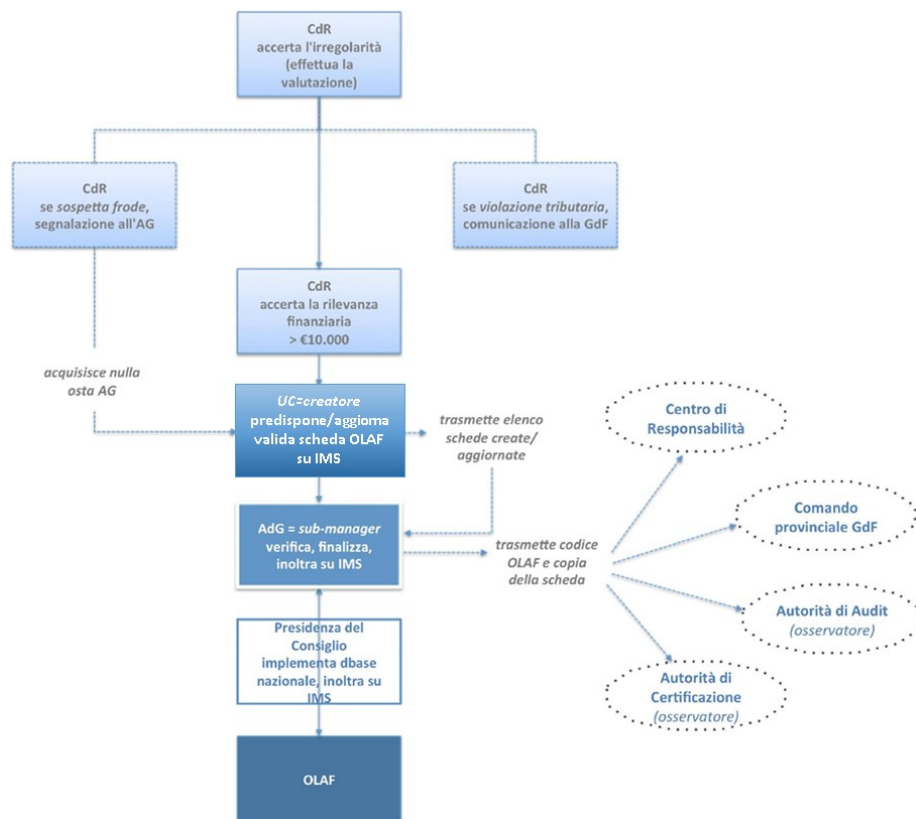 CdR
accerta l'irregolarità
(effettua la
valutazione)
CdR
se sospetta frode,
segnalazione all'AG
CdR
se violazione tributaria,
comunicazione alla GdF
CdR
accerta la rilevanza
finanziaria
> €10.000
acquisisce nulla
osta AG
UC=creatore
predispone/aggiorna
valida scheda OLAF
su IMS
trasmette elenco
schede create/
aggiornate
Centro di
Responsabilità
Comando
provinciale GdF
AdG = sub-manager
verifica, finalizza,
inoltra su IMS
trasmette codice
OLAF e copia
della scheda
Autorità di Audit
(osservatore)
Presidenza del
Consiglio
implementa dbase
nazionale, inoltra su
IMS
Autorità di
Certificazione
(osservatore)
OLAF